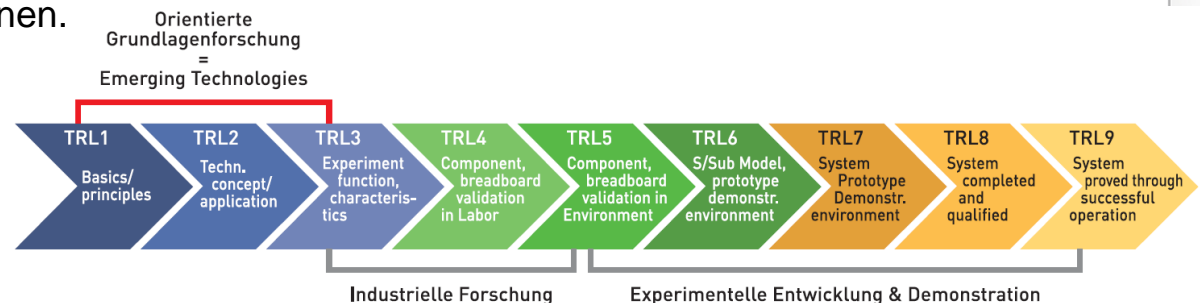 nen.
Orientierte
Grundlagenforschung
=
Emerging Technologies
TRL1
Basics/
principles
TRL2
Techn.
concept/
application
TRL3
Experiment
function,
characteris-
tics
TRL4
Component,
breadboard
validation
in Labor
TRL5
Component,
breadboard
validation in
Environment
TRL6
S/Sub Model,
prototype
demonstr.
environment
TRL7
System
Prototype
Demonstr.
environment
TRL8
System
completed
and
qualified
TRL9
System
proved through
successful
operation
Industrielle Forschung
Experimentelle Entwicklung & Demonstration